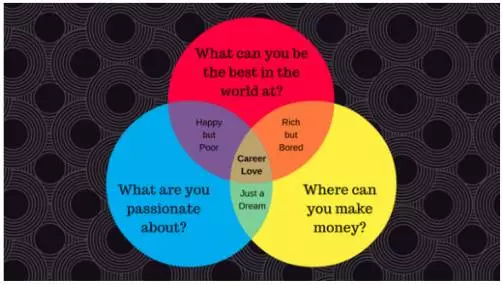 What can you be
the best in the
world at?
Happy
but
Poor
Rich
but
Bored
Career
Love
What are you
passionate
about?
Just a
Dream
Where can
you make
money?